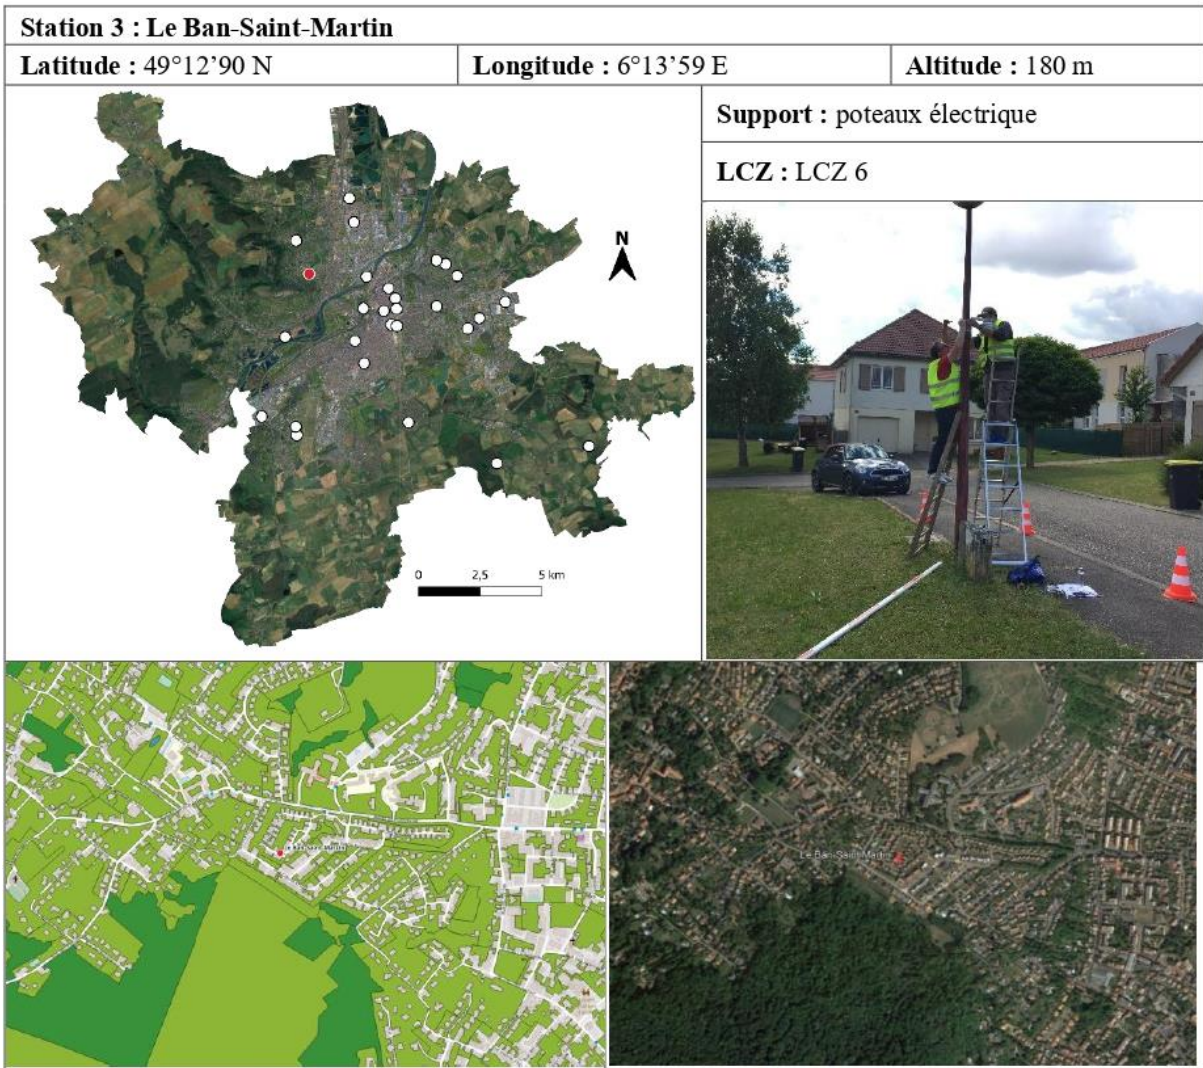 Station 3 : Le Ban-Saint-Martin
Latitude : 49°12’90 N
Longitude : 6°13’59 E
Altitude : 180 m
Support : poteaux électrique
LCZ : LCZ 6
N
0 2,5 5 km
Le Ban-Saint-Martin
Le Ban-Saint-Martin